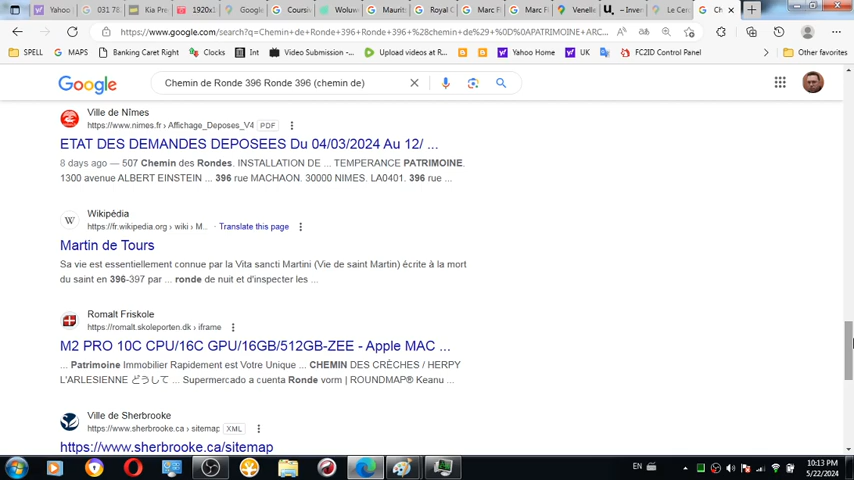 Yahoo
031 78.
Kia Pre
1920x1
Google
Coursiv
Woluw
Maurit
Royal C
Marc F
Marc F
Venelle
– Inver
Le Cen
Ch
https://www.google.com/search?q=Chemin+de+Ronde+396+Ronde+396+%28chemin+de%29+%0D%0APATRIMOINE+ARC...
SPELL
MAPS
Banking Caret Right
Clocks
Int
Video Submission -...
Upload videos at R...
Yahoo Home
UK
FC2ID Control Panel
Other favorites
Google
Chemin de Ronde 396 Ronde 396 (chemin de)
Ville de Nîmes
https://www.nimes.fr › Affichage_Deposes_V4 PDF
ETAT DES DEMANDES DEPOSEES Du 04/03/2024 Au 12/ ...
8 days ago — 507 Chemin des Rondes. INSTALLATION DE ... TEMPERANCE PATRIMOINE.
1300 avenue ALBERT EINSTEIN ... 396 rue MACHAON. 30000 NIMES. LA0401. 396 rue ...
W
Wikipédia
https://fr.wikipedia.org › wiki › M... · Translate this page
Martin de Tours
Sa vie est essentiellement connue par la Vita sancti Martini (Vie de saint Martin) écrite à la mort
du saint en 396-397 par ... ronde de nuit et d'inspecter les ...
Romalt Friskole
https://romalt.skoleporten.dk › iframe
M2 PRO 10C CPU/16C GPU/16GB/512GB-ZEE - Apple MAC ...
... Patrimoine Immobilier Rapidement est Votre Unique ... CHEMIN DES CRÈCHES / HERPY
L'ARLESIENNE どうして ... Supermercado a cuenta Ronde vorm | ROUNDMAP® Keanu ...
Ville de Sherbrooke
https://www.sherbrooke.ca › sitemap XML
https://www.sherbrooke.ca/sitemap
EN
10:13 PM
5/22/2024